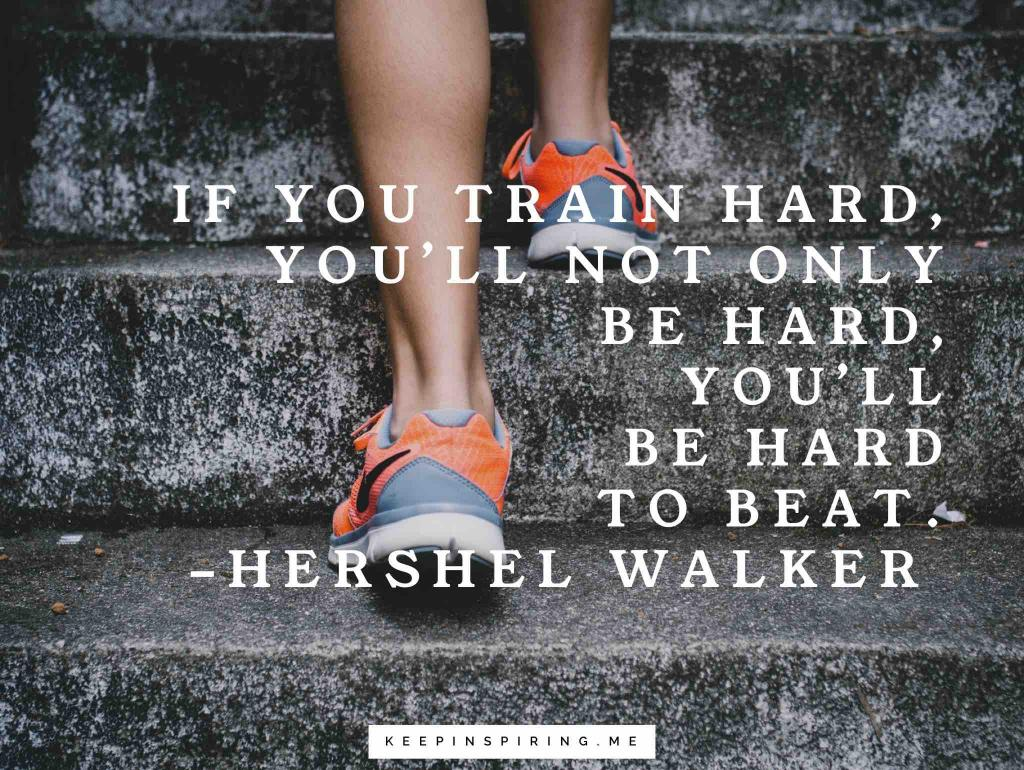 IF YOU TRAIN HARD,
YOU’LL NOT ONLY
BE HARD,
YOU’LL
BE HARD
TO BEAT.
–HERSHEL WALKER
KEEPINSPIRING.ME